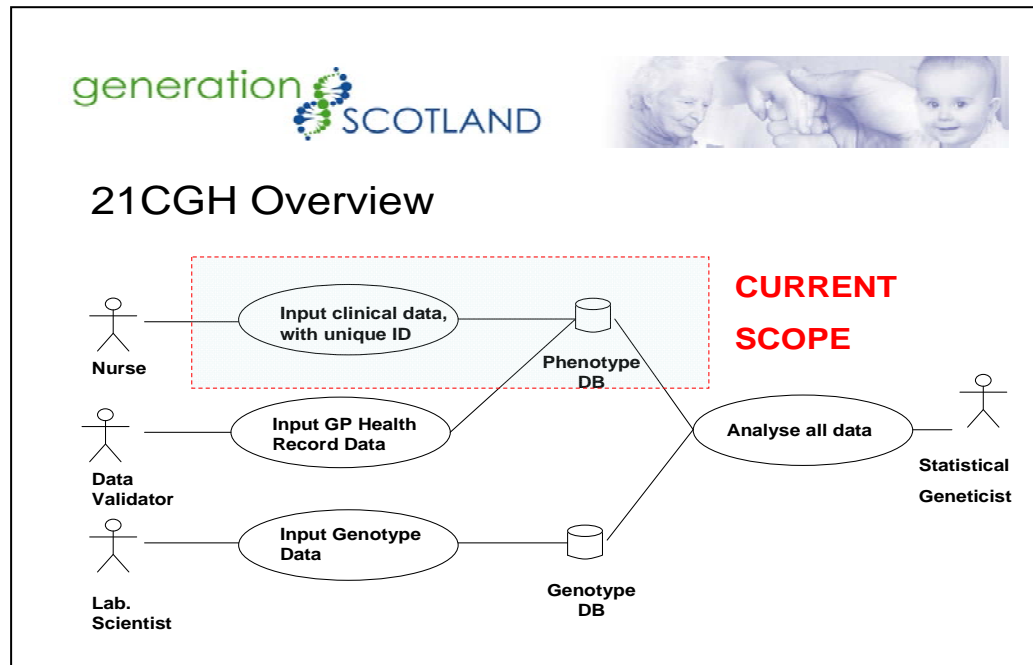 generation
SCOTLAND
21CGH Overview
CURRENT
SCOPE
Input clinical data,
with unique ID
Nurse
Phenotype
DB
Input GP Health
Record Data
Analyse all data
Data
Validator
Statistical
Geneticist
Input Genotype
Data
Genotype
DB
Lab.
Scientist